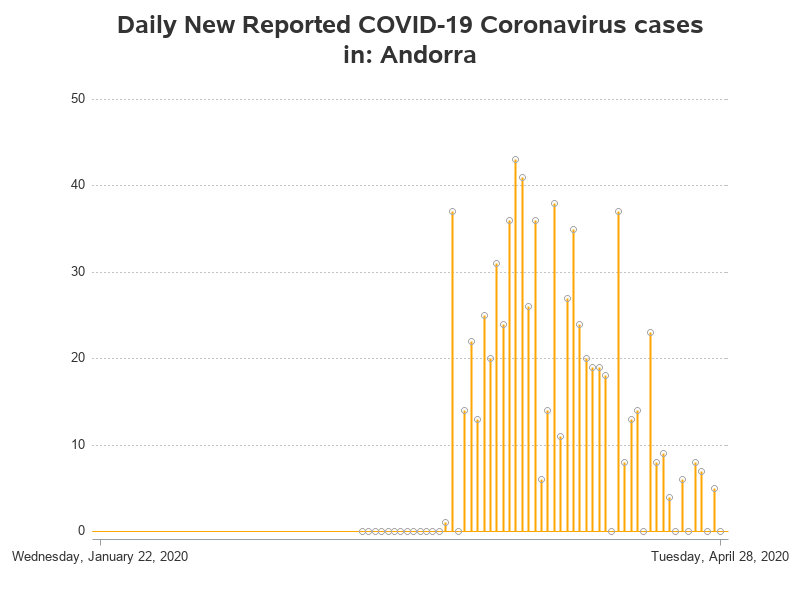 Daily New Reported COVID-19 Coronavirus cases
in: Andorra
50
40
30
20
10
0
Wednesday, January 22, 2020 Tuesday, April 28, 2020